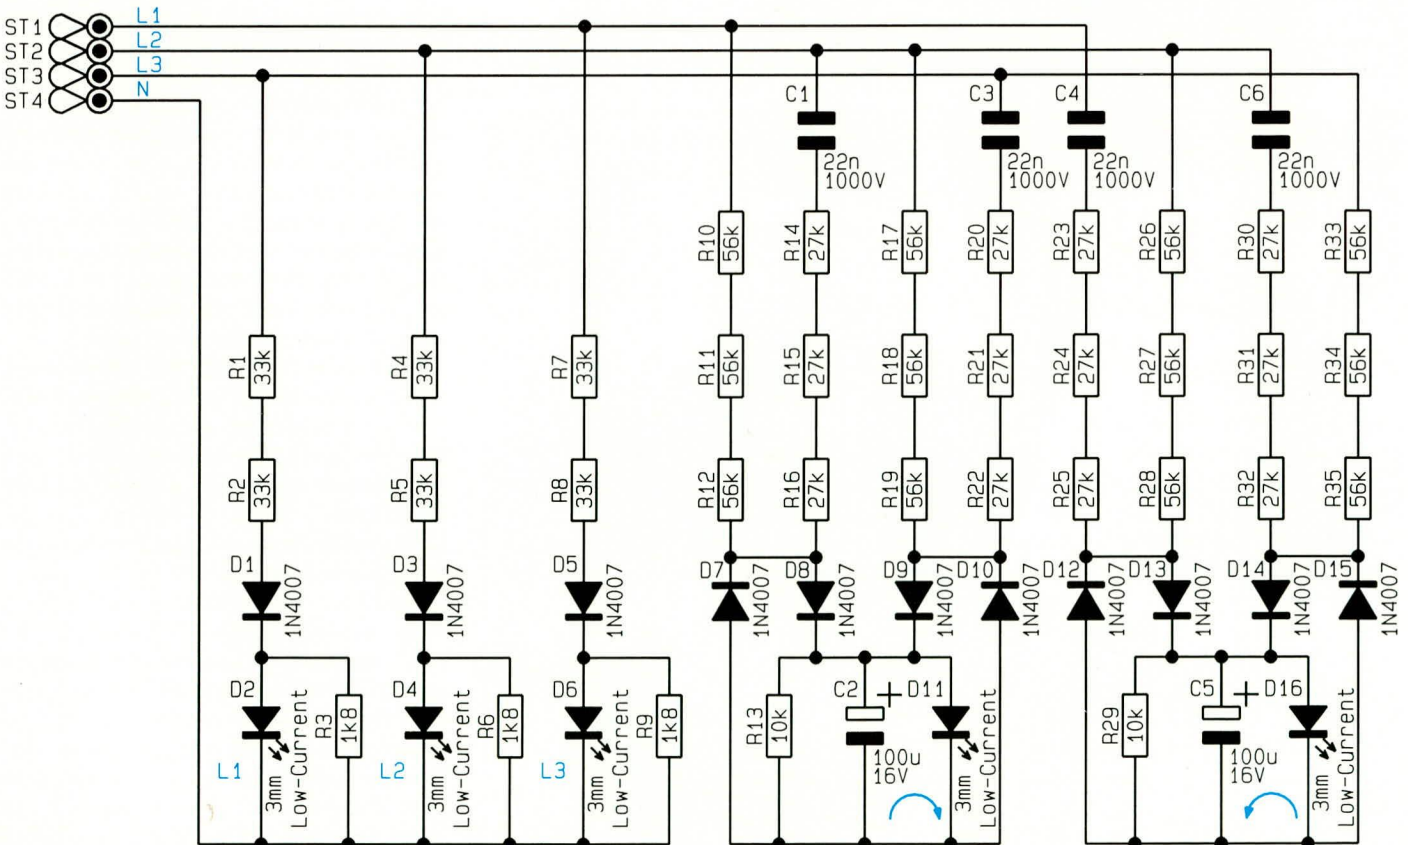 ST1 L1
ST2 L2
ST3 L3
ST4 N
C1 C3 C4 C6
22n 22n 22n 22n
1000V 1000V 1000V 1000V
R10 56k R14 27k R17 56k R20 27k R23 27k R26 56k R30 27k R33 56k
R1 33k R4 33k R7 33k R11 56k R15 27k R18 56k R21 27k R24 27k R27 56k R31 27k R34 56k
R2 33k R5 33k R8 33k R12 56k R16 27k R19 56k R22 27k R25 27k R28 56k R32 27k R35 56k
D1 1N4007 D3 1N4007 D5 1N4007 D7 1N4007 D8 1N4007 D9 1N4007 D10 1N4007 D12 1N4007 D13 1N4007 D14 1N4007 D15 1N4007
D2 R3 1k8 D4 R6 1k8 D6 R9 1k8 R13 10k C2 + D11 R29 10k C5 + D16
L1 3mm Low-Current L2 3mm Low-Current L3 3mm Low-Current 100u 16V 3mm Low-Current 100u 16V 3mm Low-Current